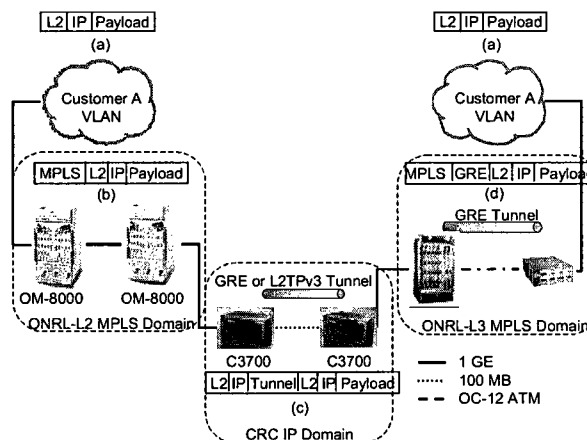 L2 IP Payload
(a)
Customer A
VLAN
MPLS L2 IP Payload
(b)
OM-8000 OM-8000
ONRL-L2 MPLS Domain
L2 IP Payload
(a)
Customer A
VLAN
MPLS GRE L2 IP Payload
(d)
GRE Tunnel
ONRL-L3 MPLS Domain
GRE or L2TPv3 Tunnel
C3700 C3700
L2 IP Tunnel L2 IP Payload
(c)
CRC IP Domain
1 GE
100 MB
OC-12 ATM